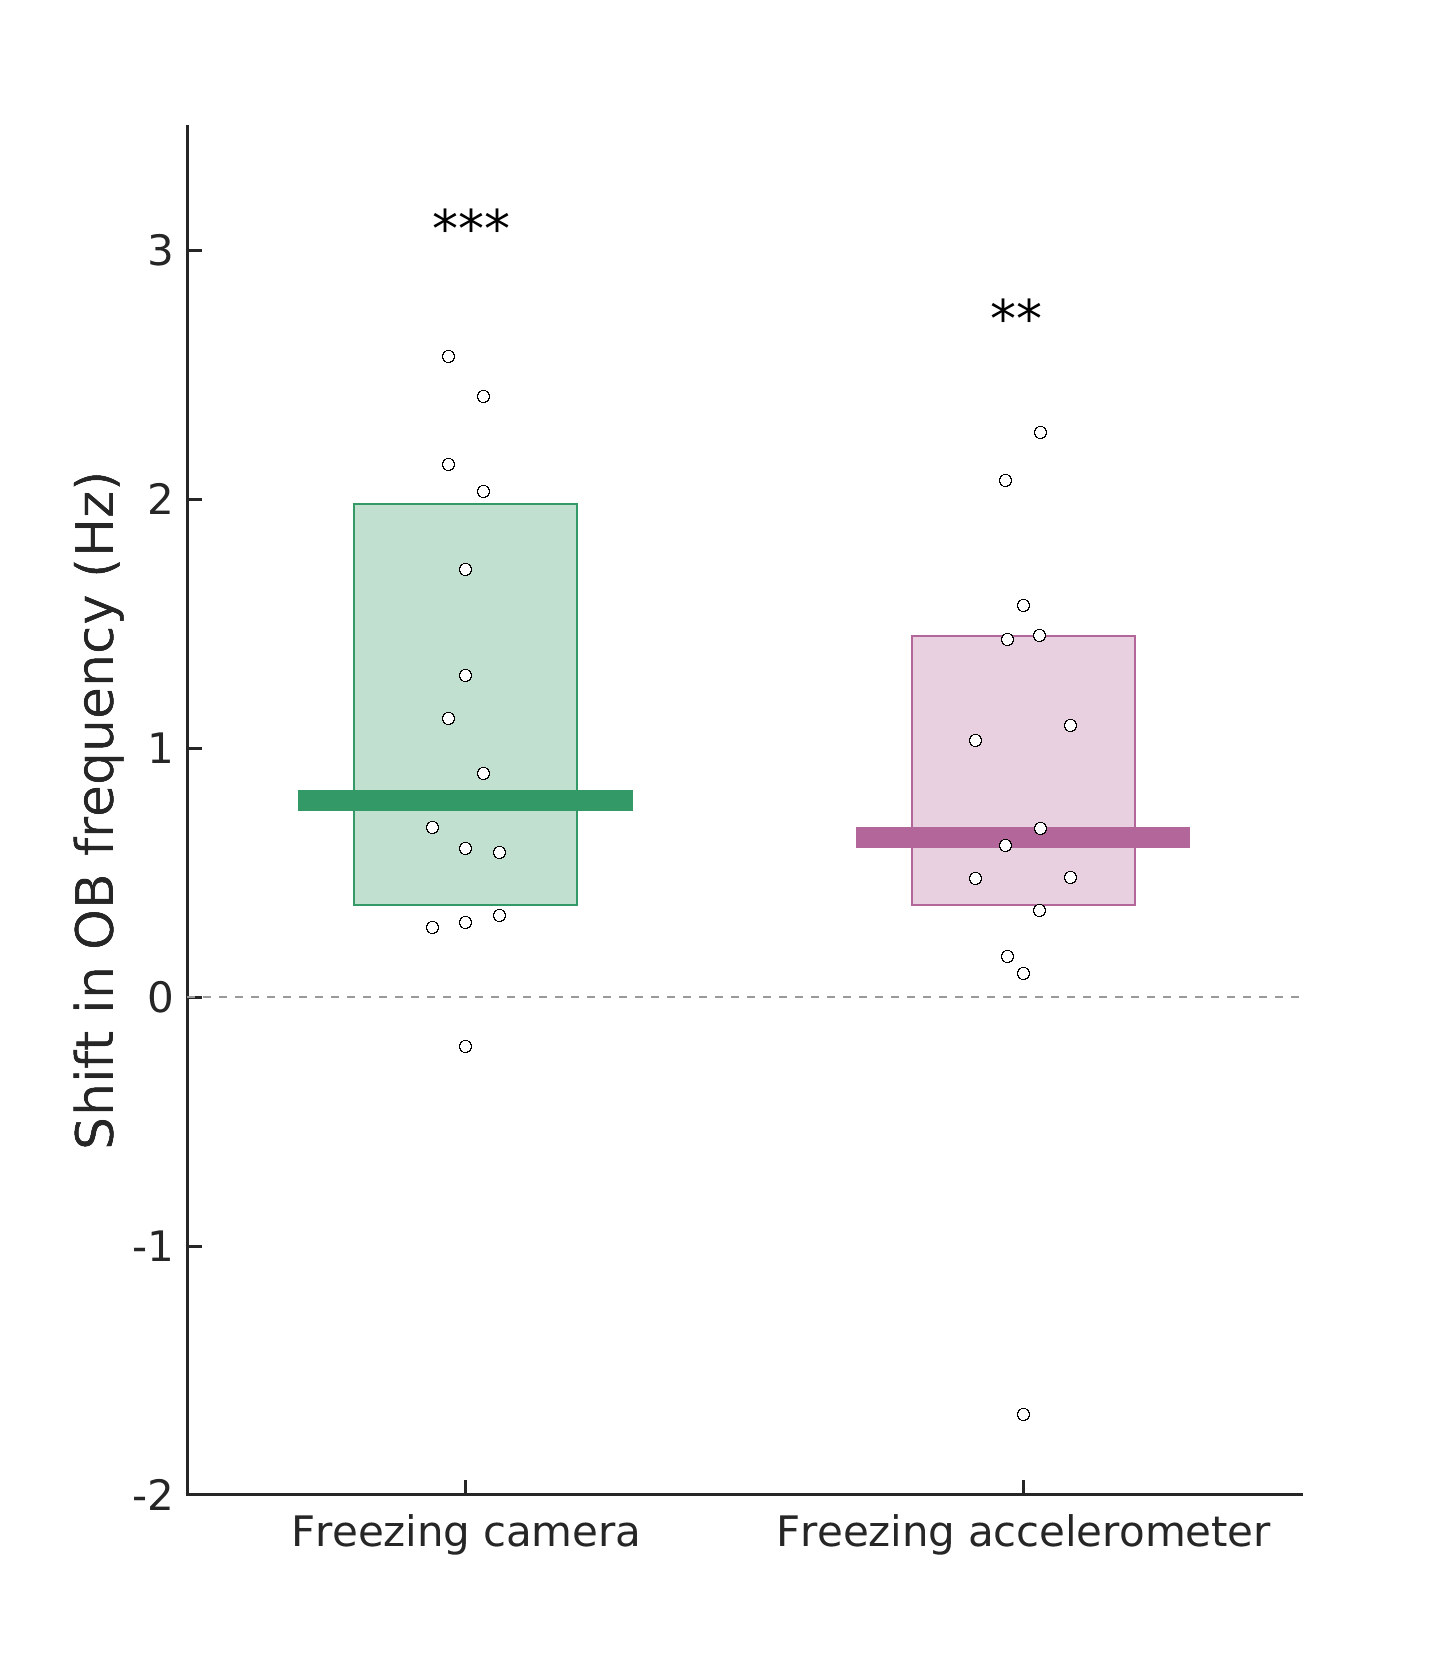 Shift in OB frequency (Hz)
3
2
1
0
-1
-2
***
**
Freezing camera
Freezing accelerometer